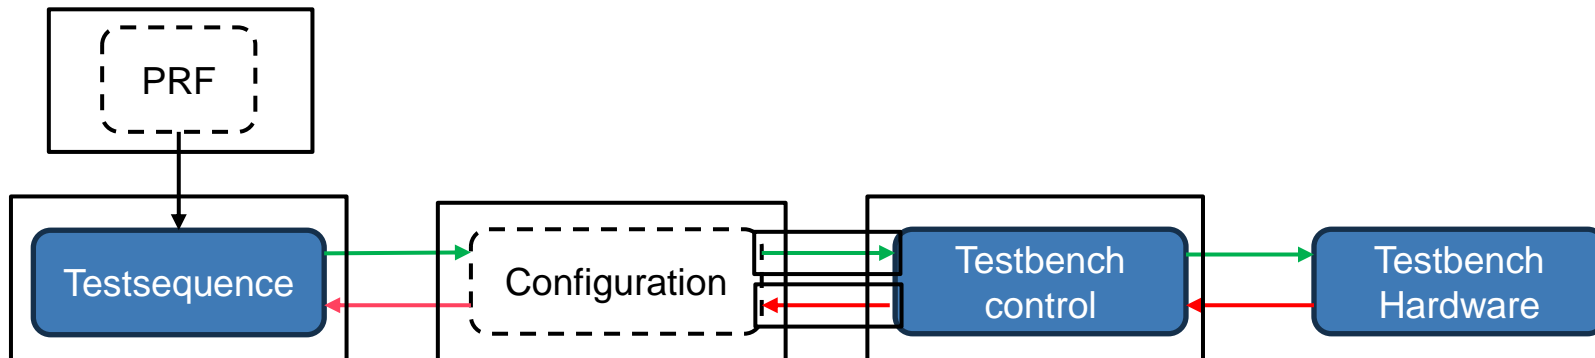 PRF
Testsequence
Configuration
Testbench
control
Testbench
Hardware